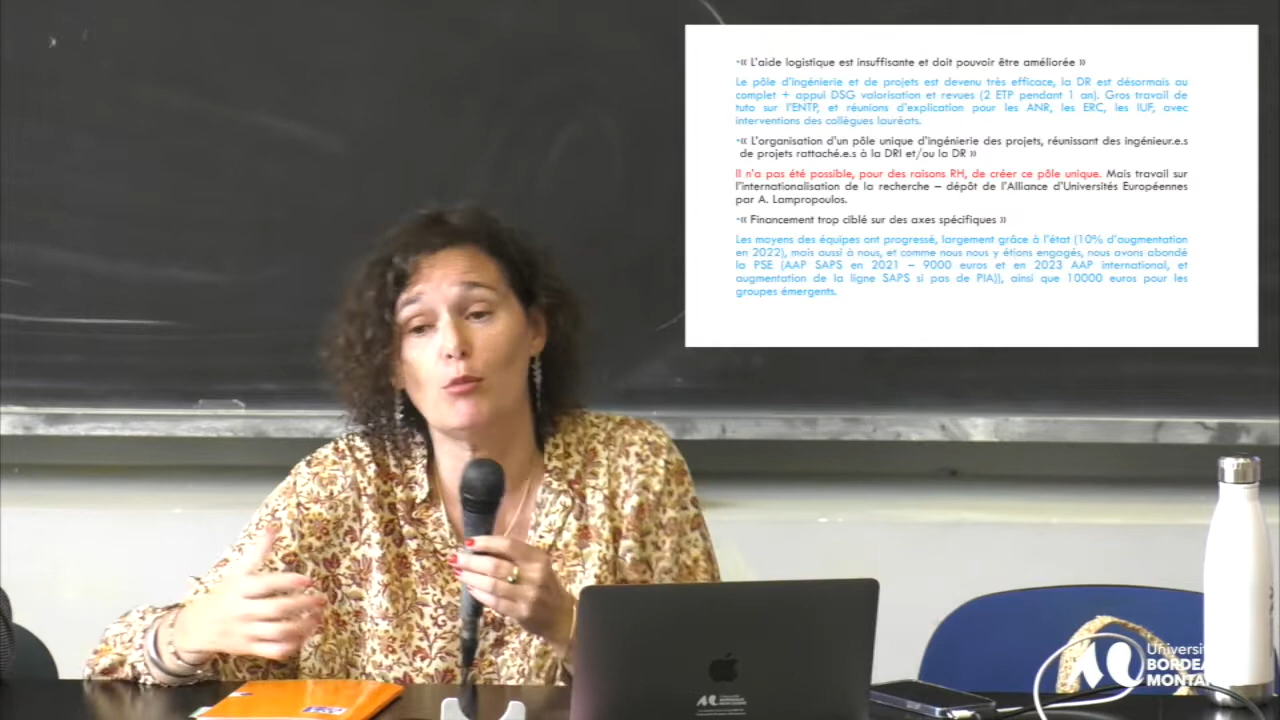 •« L'aide logistique est insuffisante et doit pouvoir être améliorée »
Le pôle d'ingénierie et de projets est devenu très efficace, la DR est désormais au
complet + appui DSG valorisation et revues (2 ETP pendant 1 an). Gros travail de
tuto sur l'ENTP, et réunions d'explication pour les ANR, les ERC, les IUF, avec
interventions des collègues lauréats.
•« L'organisation d'un pôle unique d'ingénierie des projets, réunissant des ingénieur.e.s
de projets rattaché.e.s à la DRI et/ou la DR »
Il n'a pas été possible, pour des raisons RH, de créer ce pôle unique. Mais travail sur
l'internationalisation de la recherche – dépôt de l'Alliance d'Universités Européennes
par A. Lampropoulos.
•« Financement trop ciblé sur des axes spécifiques »
Les moyens des équipes ont progressé, largement grâce à l'état (10% d'augmentation
en 2022), mais aussi à nous, et comme nous nous y étions engagés, nous avons abondé
la PSE (AAP SAPS en 2021 – 9000 euros et en 2023 AAP international, et
augmentation de la ligne SAPS si pas de PIA)), ainsi que 10000 euros pour les
groupes émergents.
Universi
BORDEA
MONTA